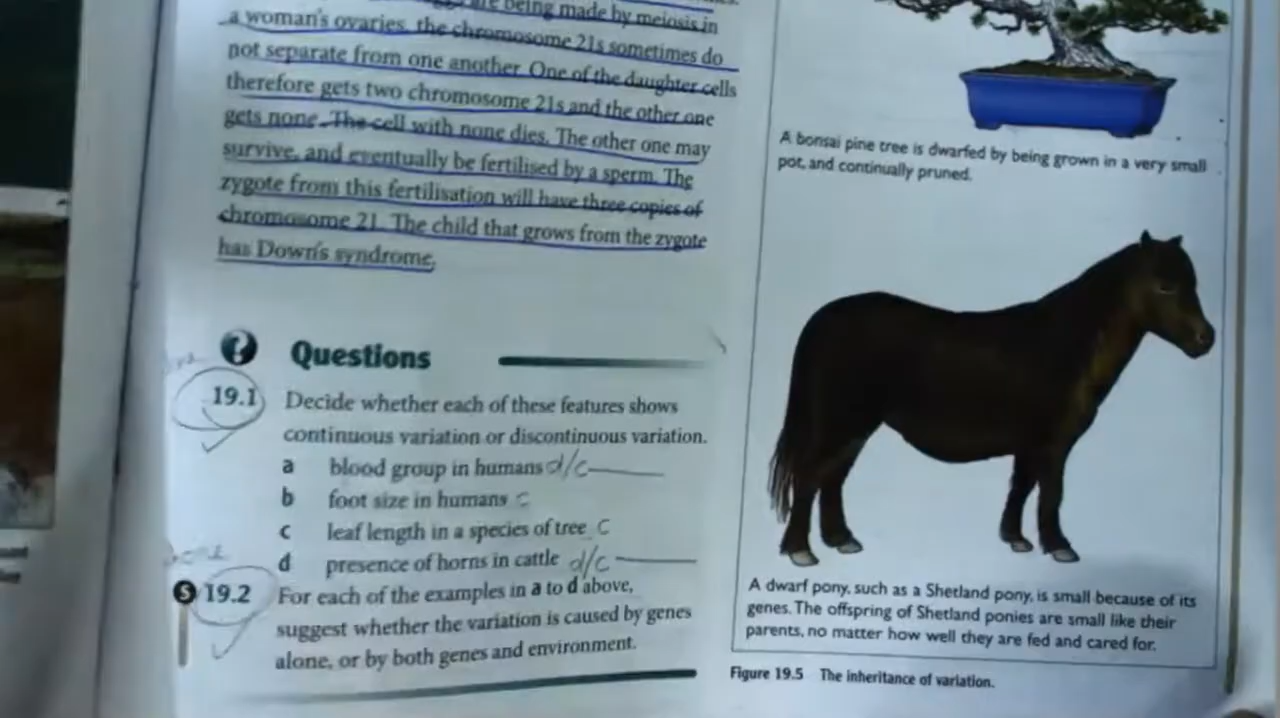 are being made by meiosis in
a woman's ovaries, the chromosome 21s sometimes do
not separate from one another. One of the daughter cells
therefore gets two chromosome 21s and the other one
gets none. The cell with none dies. The other one may
survive, and eventually be fertilised by a sperm. The
zygote from this fertilisation will have three copies of
chromosome 21. The child that grows from the zygote
has Down's syndrome.
? Questions
19.1 Decide whether each of these features shows
continuous variation or discontinuous variation.
a blood group in humans d/c
b foot size in humans C
c leaf length in a species of tree C
d presence of horns in cattle d/c
S 19.2 For each of the examples in a to d above,
suggest whether the variation is caused by genes
alone, or by both genes and environment.
A bonsai pine tree is dwarfed by being grown in a very small
pot, and continually pruned.
A dwarf pony, such as a Shetland pony, is small because of its
genes. The offspring of Shetland ponies are small like their
parents, no matter how well they are fed and cared for.
Figure 19.5 The inheritance of variation.